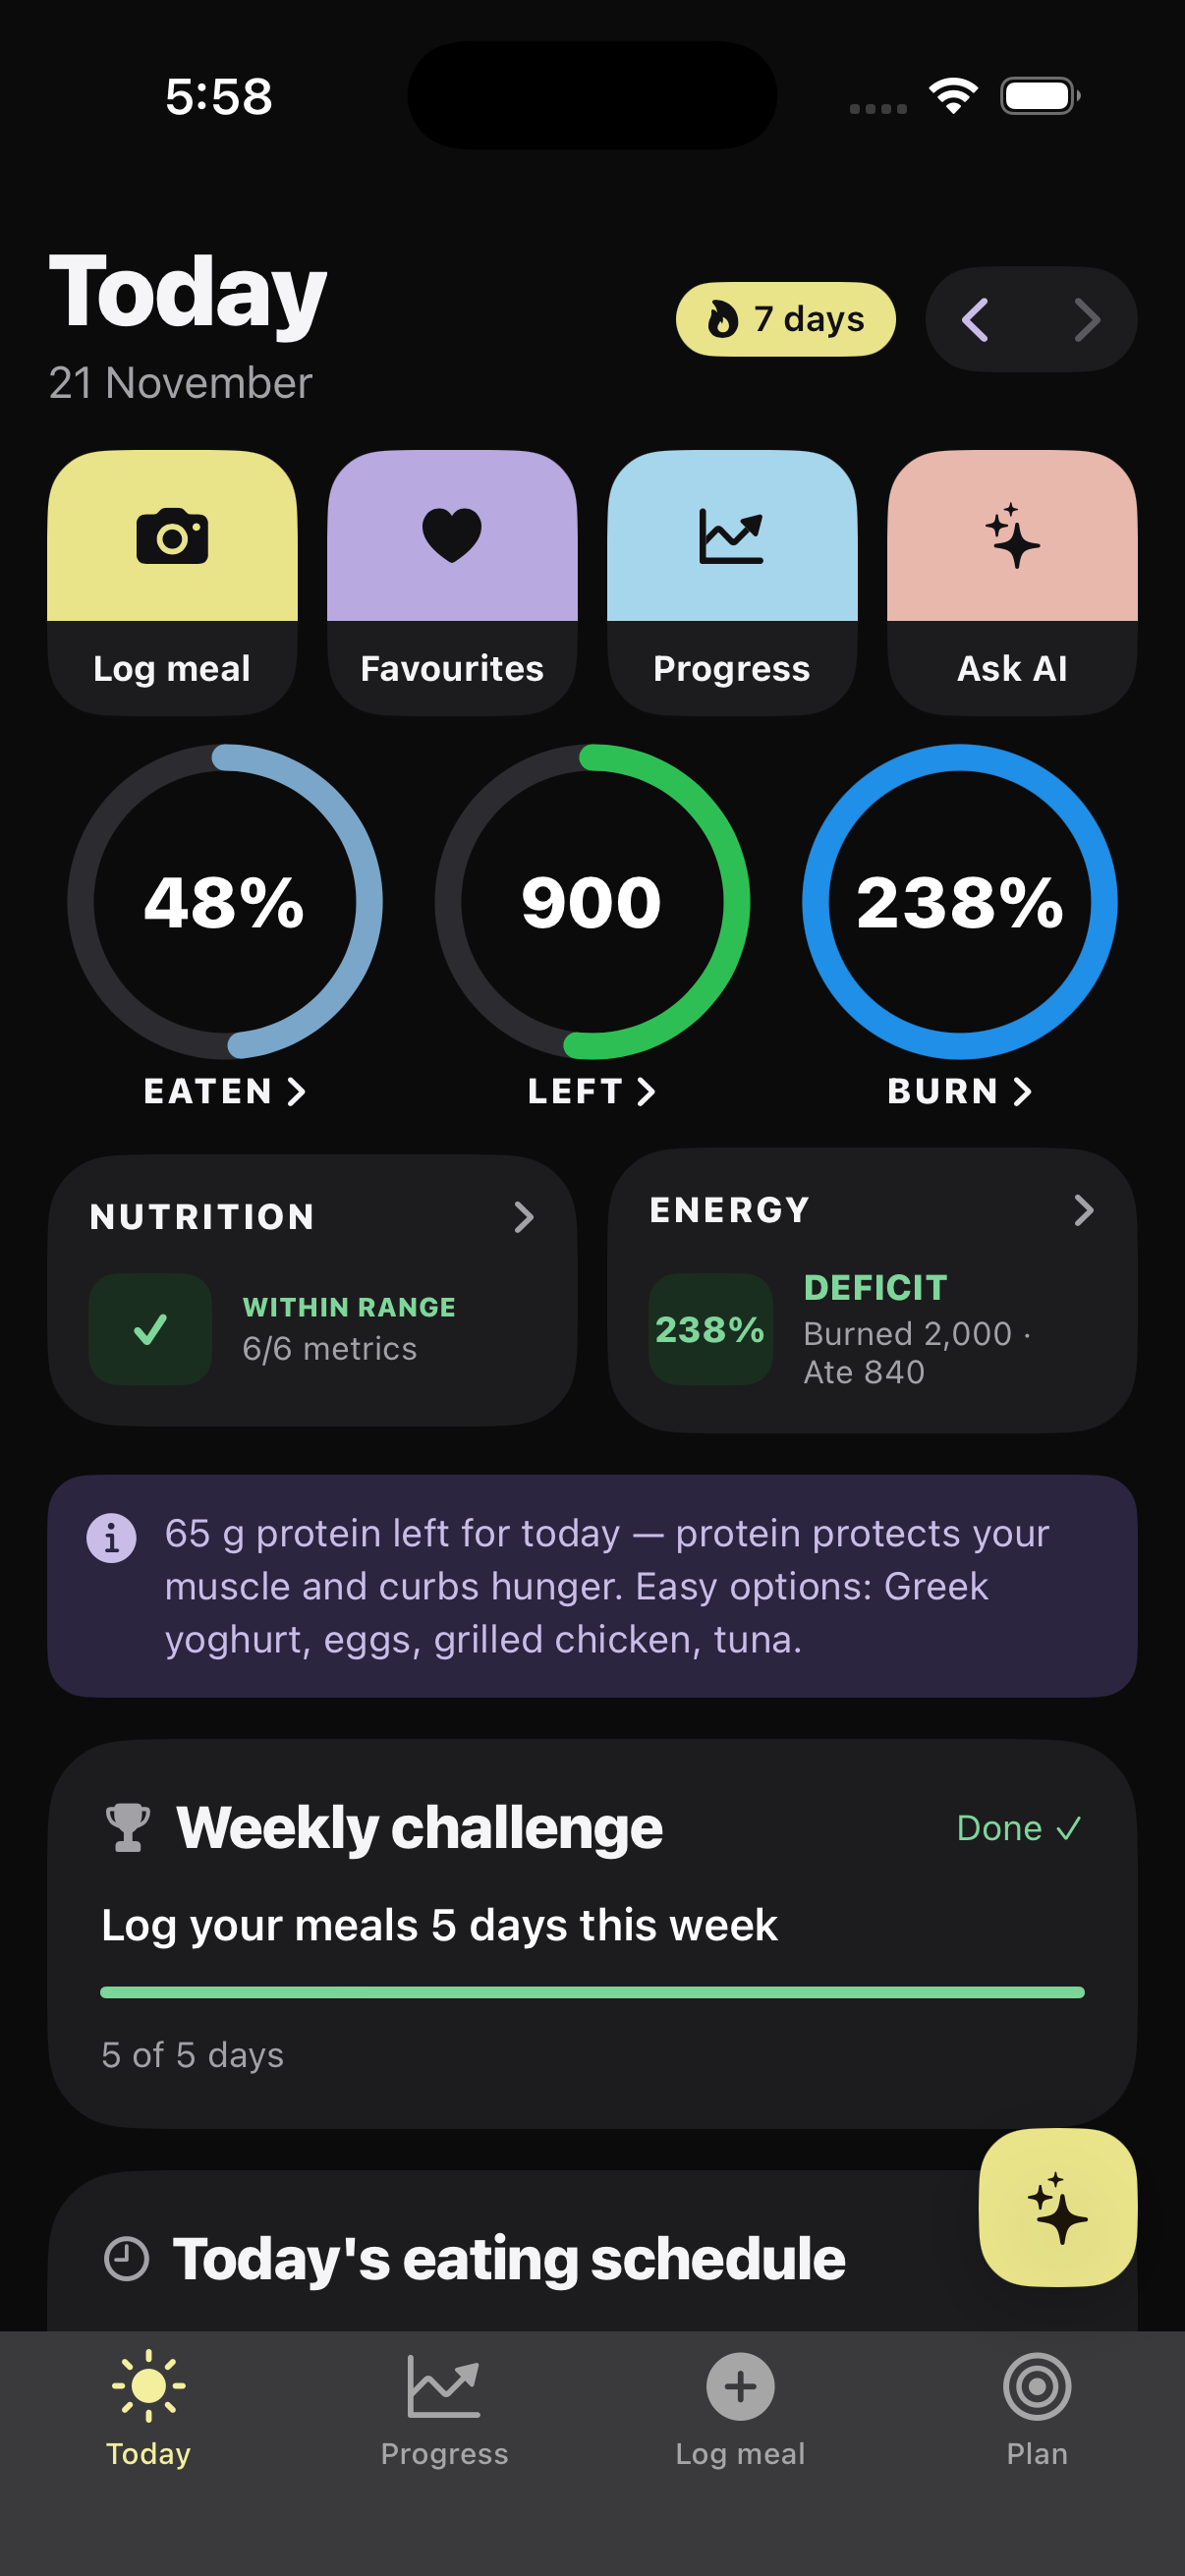 5:58
Today
7 days
21 November
Log meal
Favourites
Progress
Ask AI
48%
900
238%
EATEN
LEFT
BURN
NUTRITION
WITHIN RANGE
6/6 metrics
ENERGY
238%
DEFICIT
Burned 2,000 ·
Ate 840
65 g protein left for today — protein protects your
muscle and curbs hunger. Easy options: Greek
yoghurt, eggs, grilled chicken, tuna.
Weekly challenge
Done ✓
Log your meals 5 days this week
5 of 5 days
Today's eating schedule
Today
Progress
Log meal
Plan